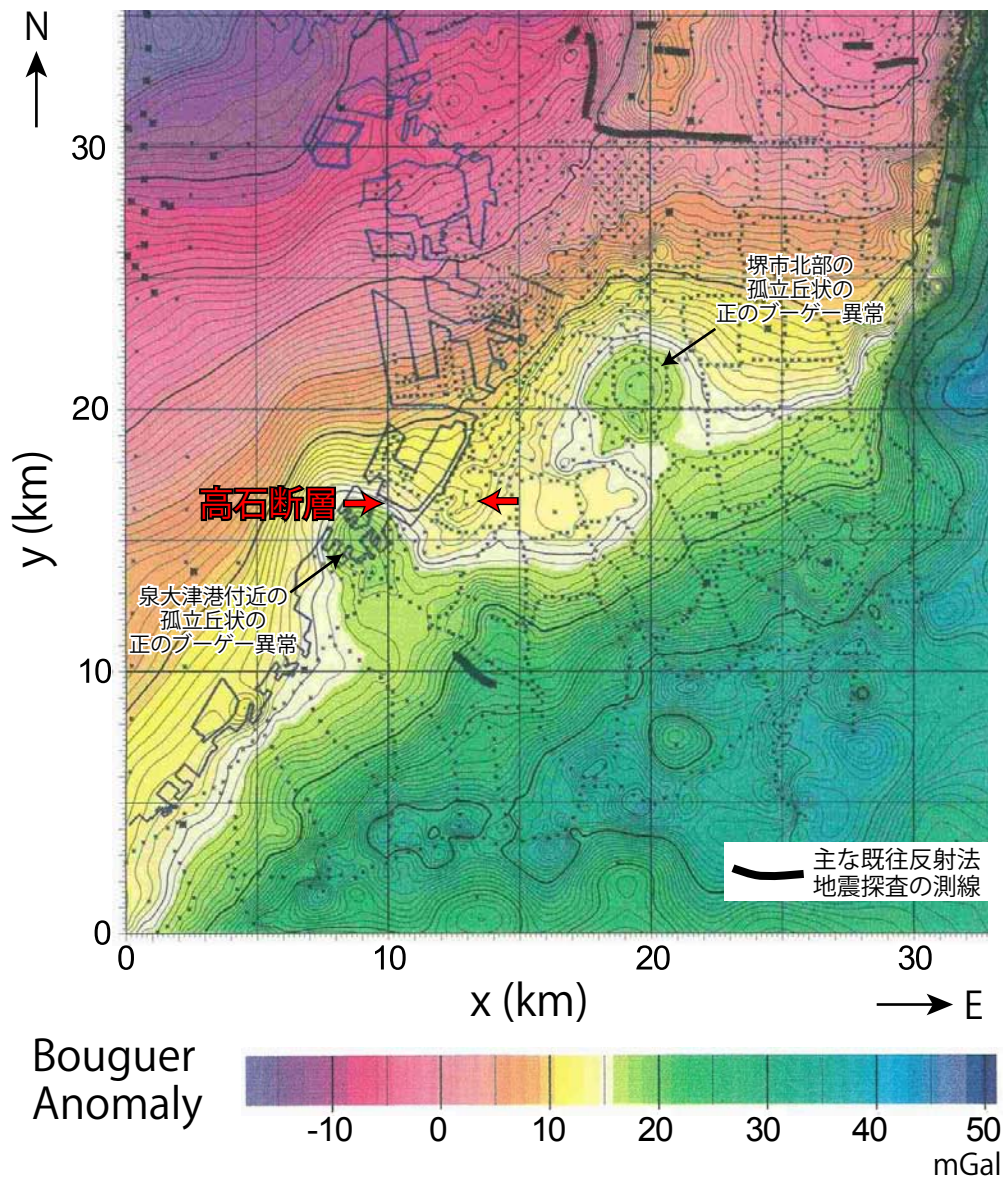 N
30
20
10
0
y (km)
堺市北部の
孤立丘状の
正のブーゲー異常
高石断層
泉大津港付近の
孤立丘状の
正のブーゲー異常
主な既往反射法
地震探査の測線
0
10
20
30
x (km)
E
Bouguer
Anomaly
-10
0
10
20
30
40
50
mGal